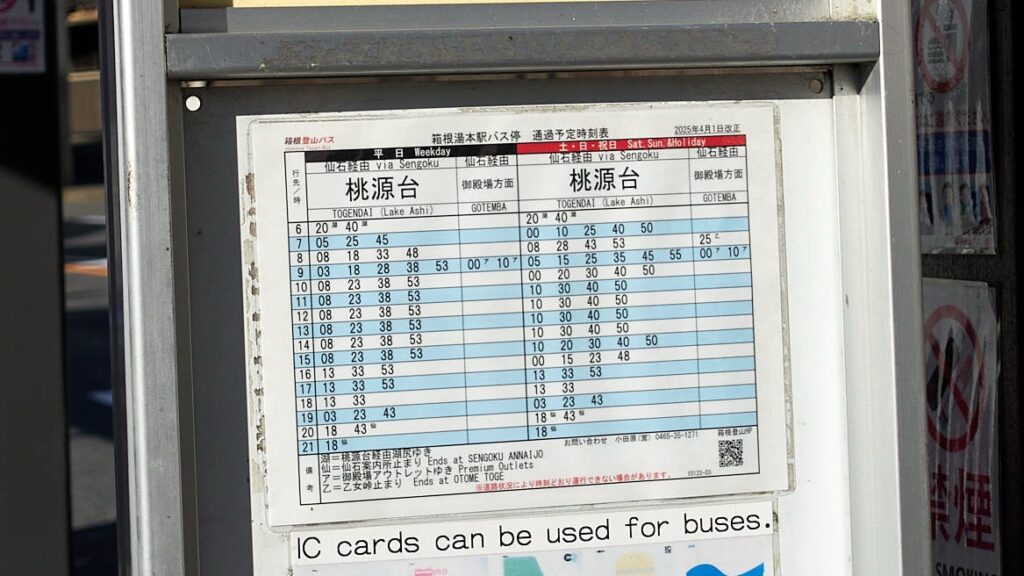 箱根登山バス
箱根湯本駅バス停 通過予定時刻表
2025年4月1日改正
行先/時
平日 Weekday
土・日・祝日 Sat.Sun.&Holiday
仙石経由 via Sengoku 仙石経由 仙石経由 via Sengoku 仙石経由
桃源台 御殿場方面 桃源台 御殿場方面
TOGENDAI (Lake Ashi) GOTEMBA TOGENDAI (Lake Ashi) GOTEMBA
6 20湖 40湖 20湖 40湖
7 05 25 45 00 10 25 40 50
8 08 18 33 48 08 28 43 53 25乙
9 03 18 28 38 53 00ア 10ア 05 15 25 35 45 55 00ア 10ア
10 08 23 38 53 00 20 30 40 50
11 08 23 38 53 10 30 40 50
12 08 23 38 53 10 30 40 50
13 08 23 38 53 10 30 40 50
14 08 23 38 53 10 30 40 50
15 08 23 38 53 10 20 30 40 50
16 13 33 53 00 15 23 48
17 13 33 53 13 33 53
18 13 33 13 33
19 03 23 43 03 23 43
20 18 43仙 18仙 43仙
21 18仙 18仙
備考
湖=桃源台経由湖尻ゆき
仙=仙石案内所止まり Ends at SENGOKU ANNAIJO
ア=御殿場アウトレットゆき Premium Outlets
乙=乙女峠止まり Ends at OTOME TOGE
お問い合わせ 小田原(営) 0465-35-1271
箱根登山HP
※道路状況により時刻どおり運行できない場合があります。
10122-03
IC cards can be used for buses.
禁煙